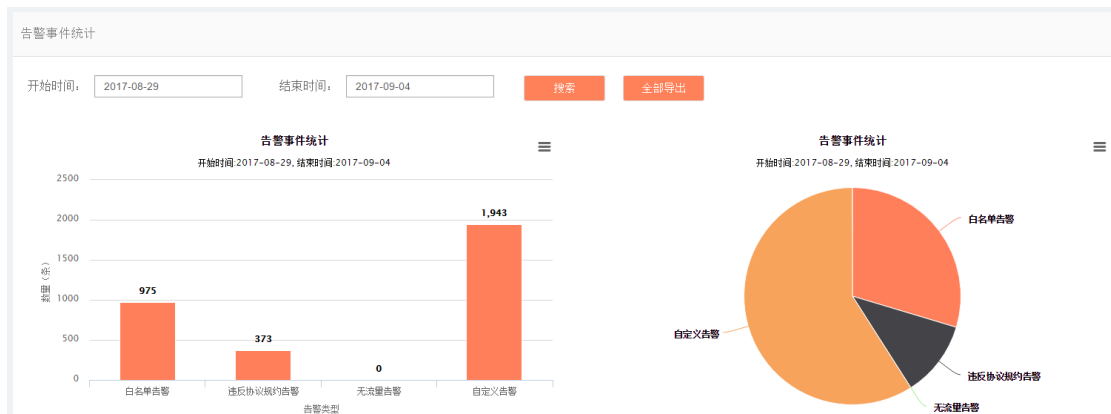 告警事件统计
开始时间： 2017-08-29 结束时间： 2017-09-04 搜索 全部导出
告警事件统计
开始时间:2017-08-29, 结束时间:2017-09-04
2500
2000
1500
1000
500
0
数量（条）
975
373
0
1,943
白名单告警 违反协议规约告警 无流量告警 自定义告警
告警类型
告警事件统计
开始时间:2017-08-29, 结束时间:2017-09-04
白名单告警
自定义告警
违反协议规约告警
无流量告警